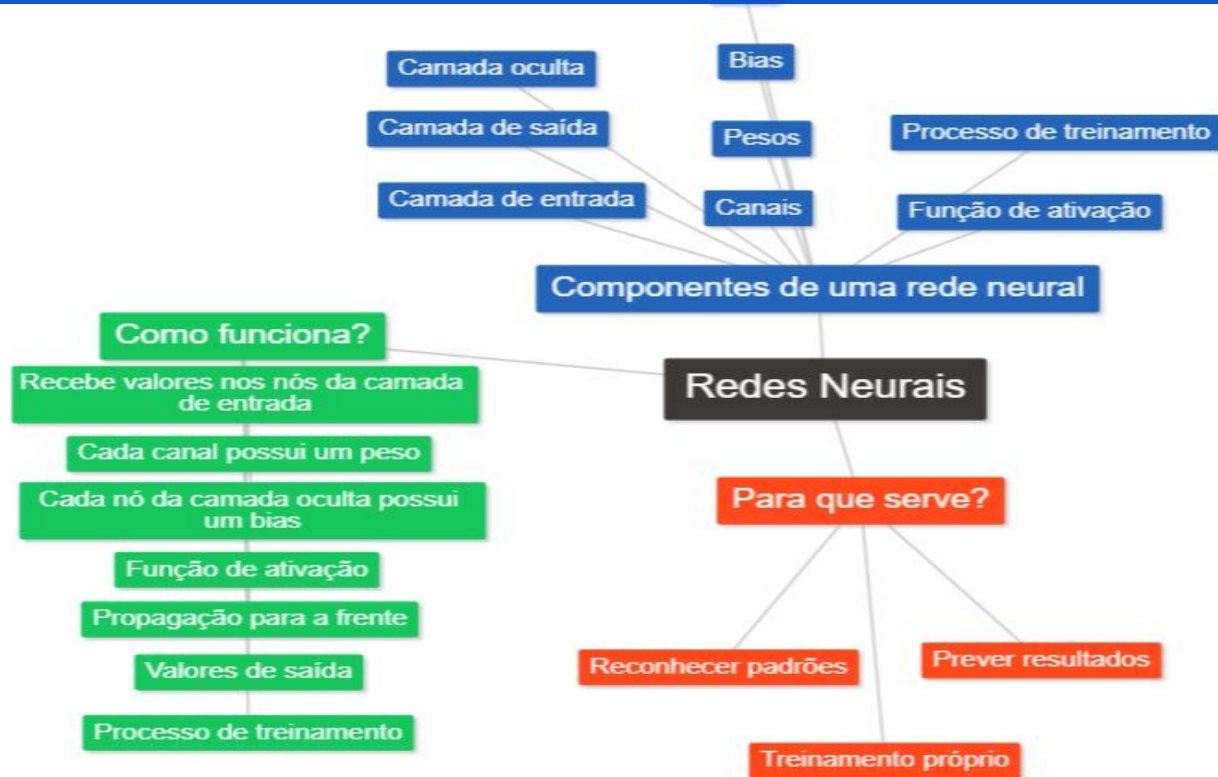 Bias
Camada oculta
Camada de saída
Pesos
Processo de treinamento
Camada de entrada
Canais
Função de ativação
Componentes de uma rede neural
Como funciona?
Redes Neurais
Recebe valores nos nós da camada
de entrada
Cada canal possui um peso
Cada nó da camada oculta possui
um bias
Função de ativação
Propagação para a frente
Valores de saída
Processo de treinamento
Para que serve?
Reconhecer padrões
Prever resultados
Treinamento próprio